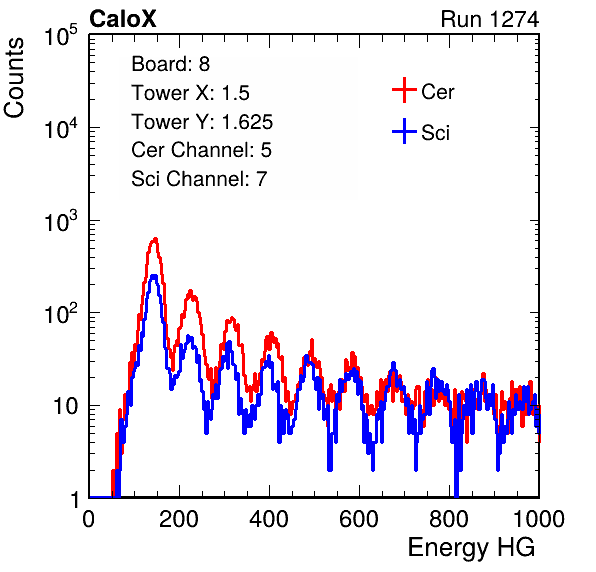 CaloX Run 1274
Counts
10^5
10^4
10^3
10^2
10
1
Board: 8
Tower X: 1.5
Tower Y: 1.625
Cer Channel: 5
Sci Channel: 7
Cer
Sci
0 200 400 600 800 1000
Energy HG